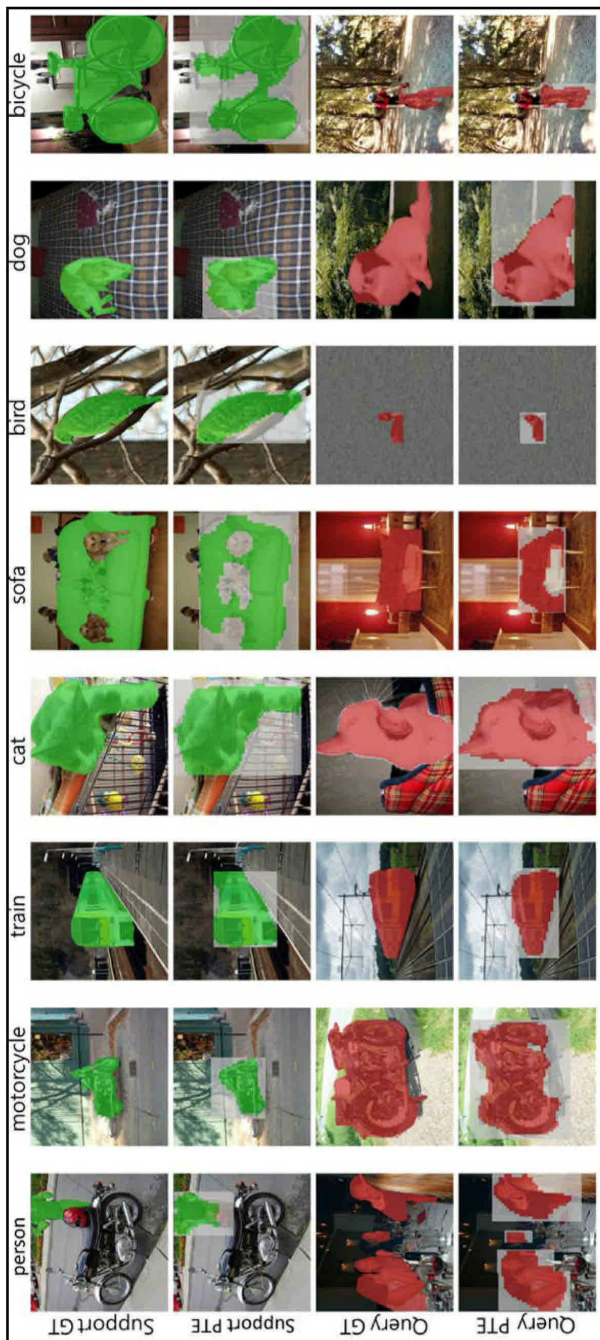 bicycle
dog
bird
sofa
cat
train
motorcycle
person
Support GT
Support PTE
Query GT
Query PTE